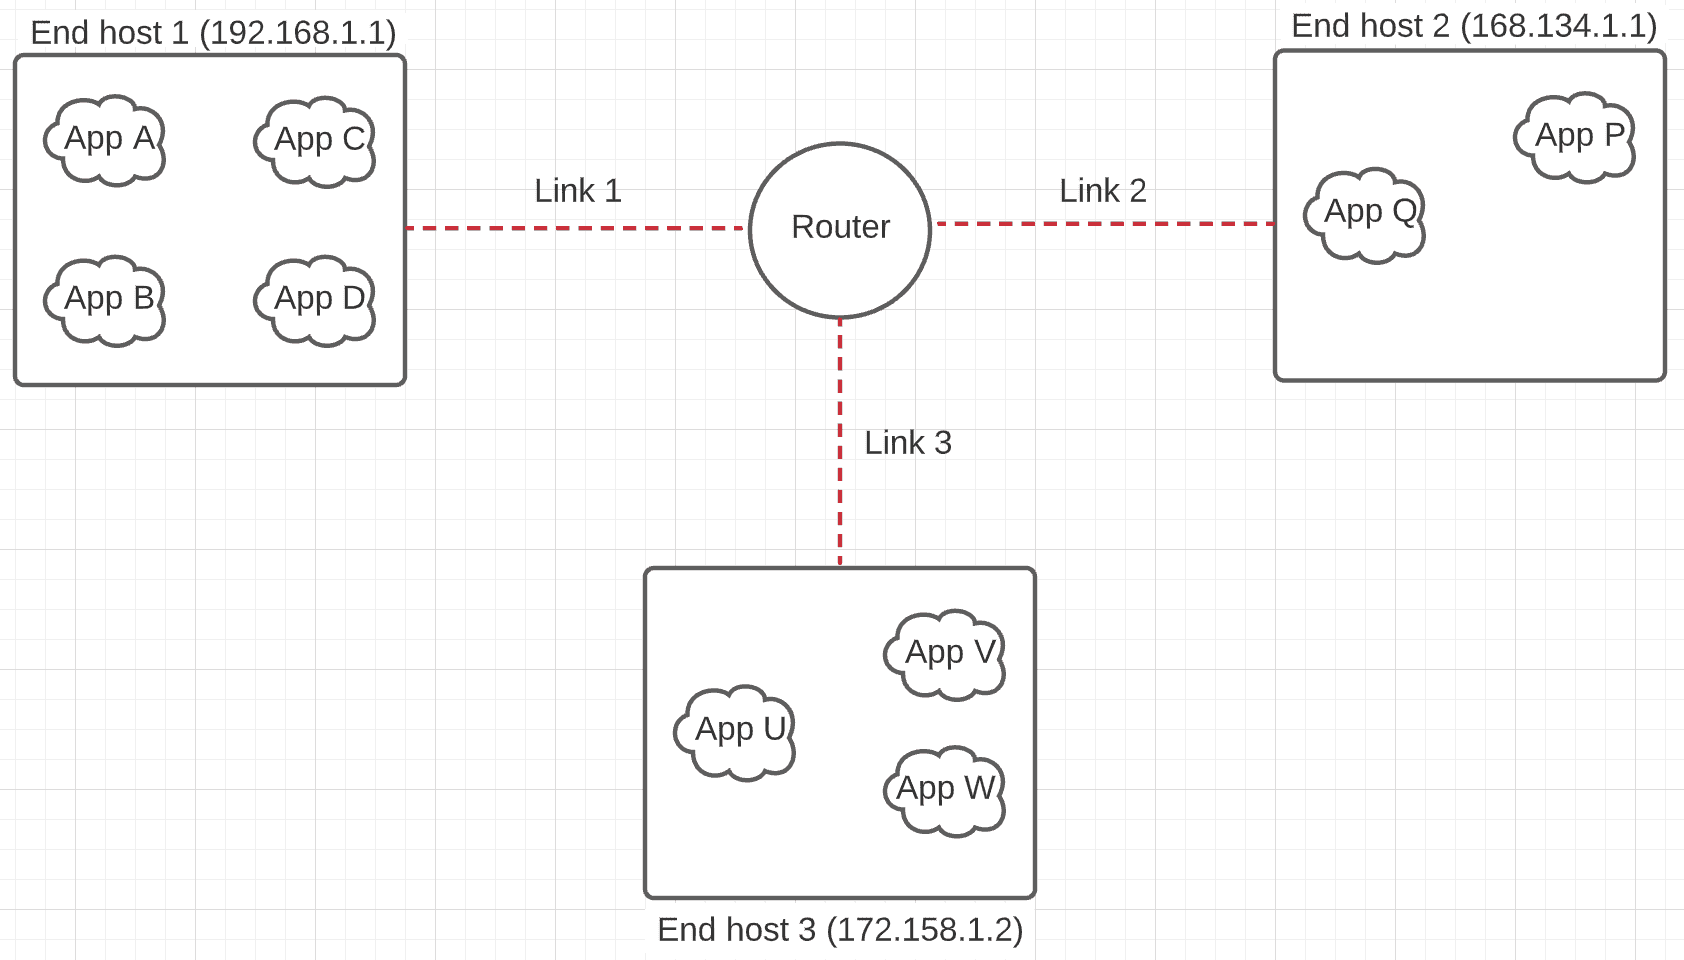 End host 1 (192.168.1.1)
End host 2 (168.134.1.1)
App A
App C
App P
Link 1
Link 2
App Q
Router
App B
App D
Link 3
App V
App U
App W
End host 3 (172.158.1.2)